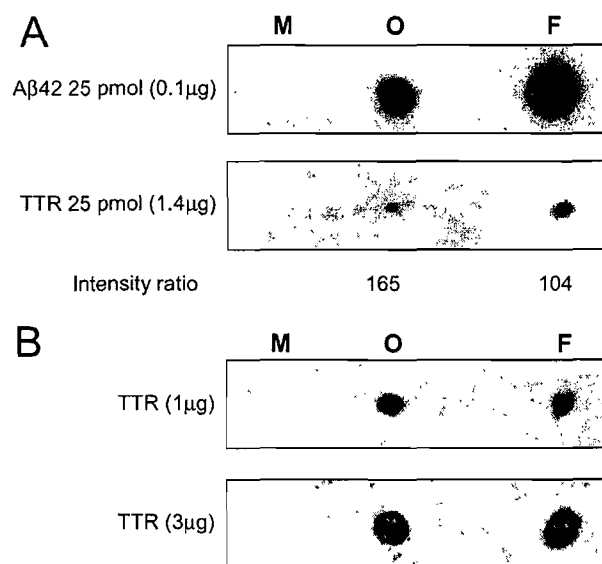 A
M O F
Aβ42 25 pmol (0.1µg)
TTR 25 pmol (1.4µg)
Intensity ratio 165 104
B
M O F
TTR (1µg)
TTR (3µg)